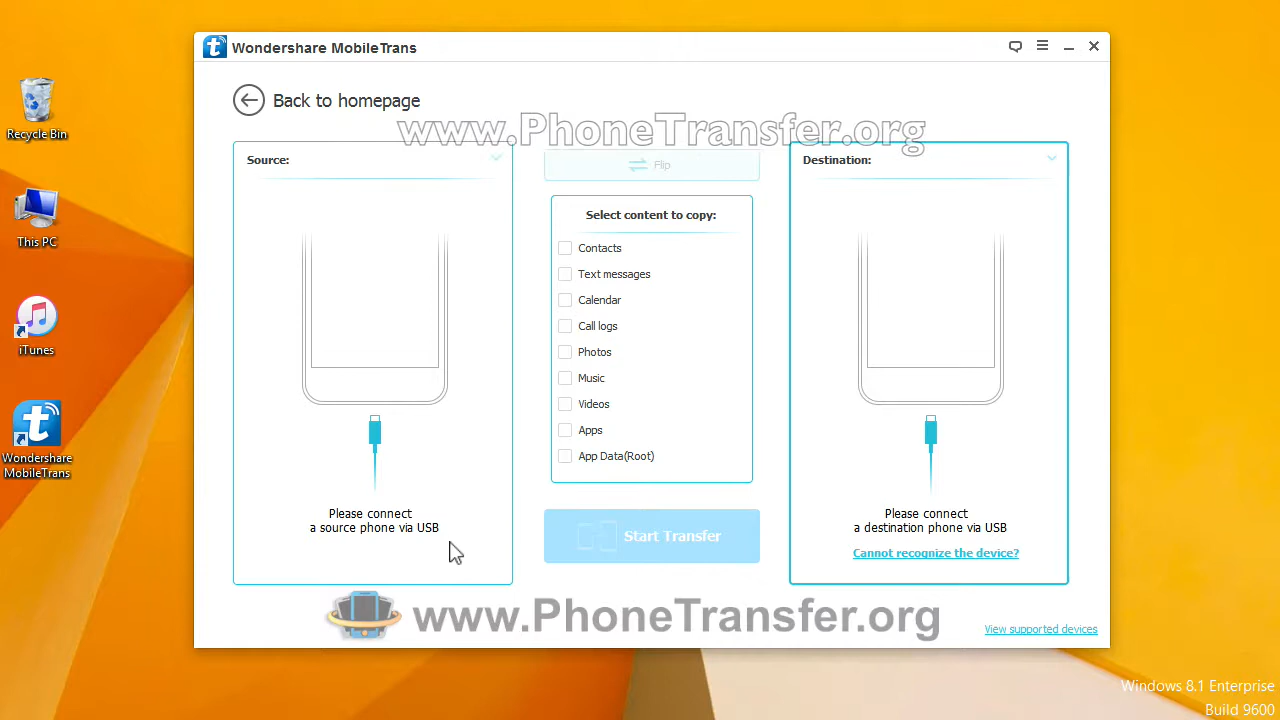 Wondershare MobileTrans
Back to homepage
www.PhoneTransfer.org
Source:
Flip
Destination:
Select content to copy:
Contacts
Text messages
Calendar
Call logs
Photos
Music
Videos
Apps
App Data(Root)
Please connect
a source phone via USB
Start Transfer
Please connect
a destination phone via USB
Cannot recognize the device?
www.PhoneTransfer.org
View supported devices
Recycle Bin
This PC
iTunes
Wondershare
MobileTrans
Windows 8.1 Enterprise
Build 9600